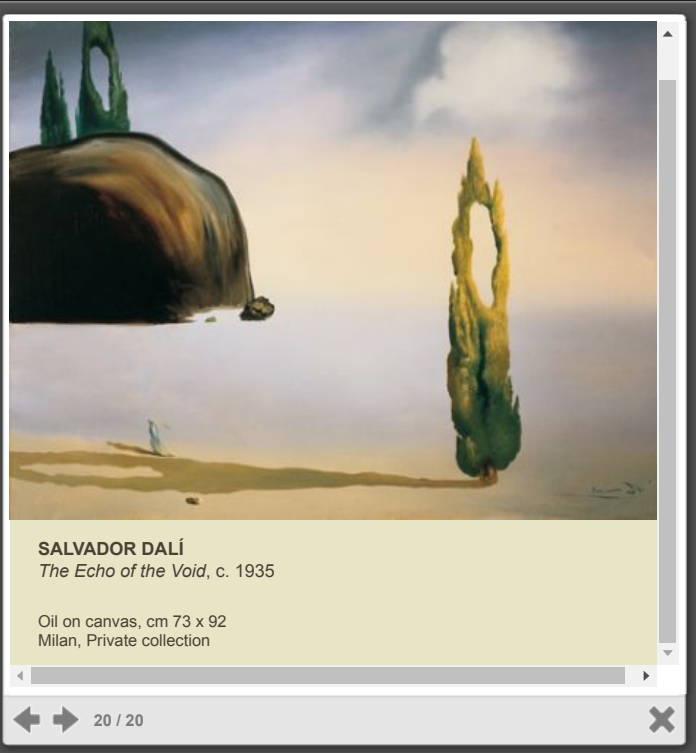 SALVADOR DALÍ
The Echo of the Void, c. 1935
Oil on canvas, cm 73 x 92
Milan, Private collection
20 / 20